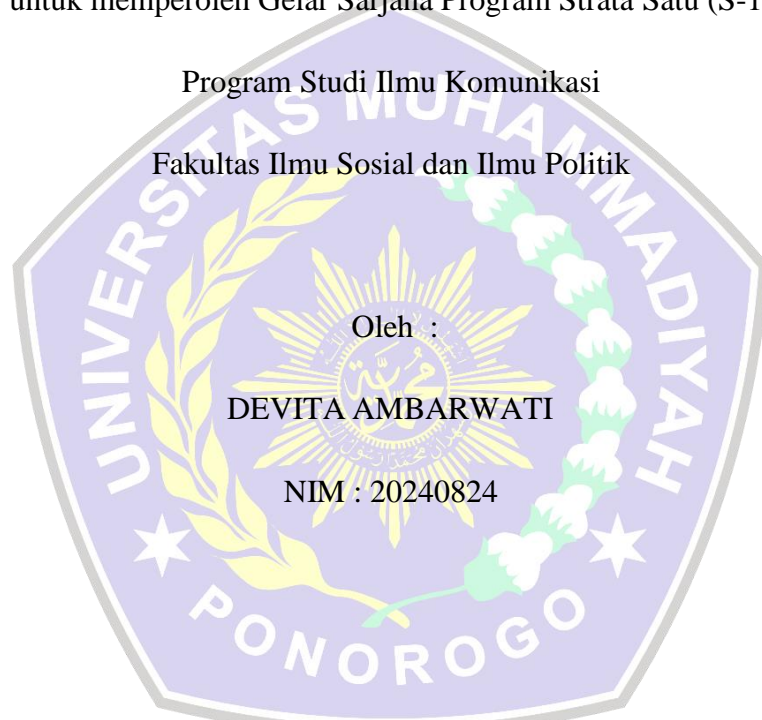 untuk memperoleh Gelar Sarjana Program Strata Satu (S-1
Program Studi Ilmu Komunikasi
Fakultas Ilmu Sosial dan Ilmu Politik
Oleh :
DEVITA AMBARWATI
NIM : 20240824
UNIVERSITAS MUHAMMADIYAH
PONOROGO